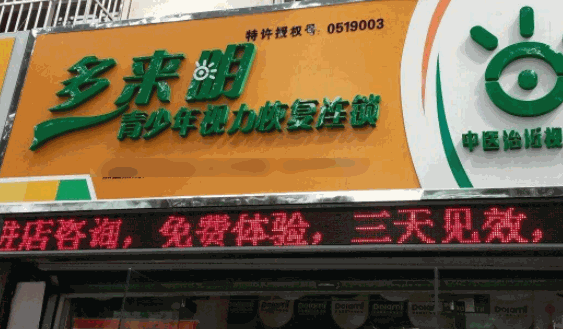 特许授权号：0519003
多来明
青少年视力恢复连锁
中医治近视
进店咨询，免费体验，三天见效，